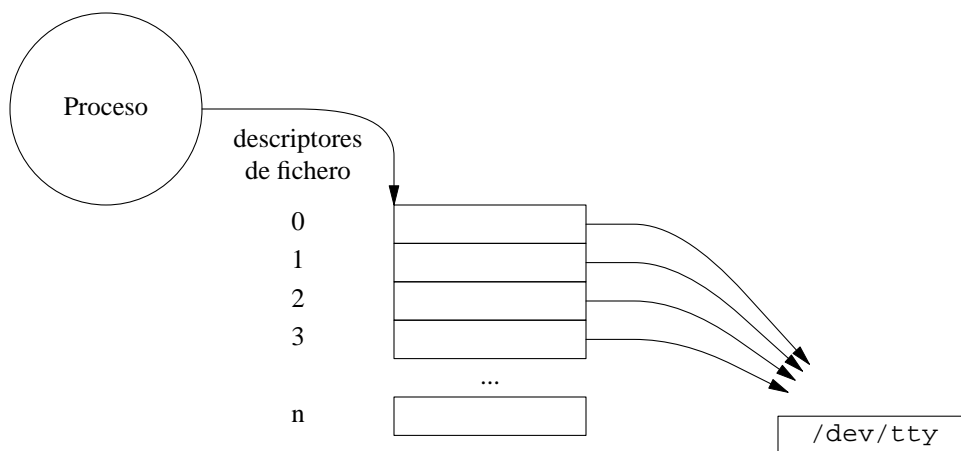 Proceso
descriptores
de fichero
0
1
2
3
...
n
/dev/tty